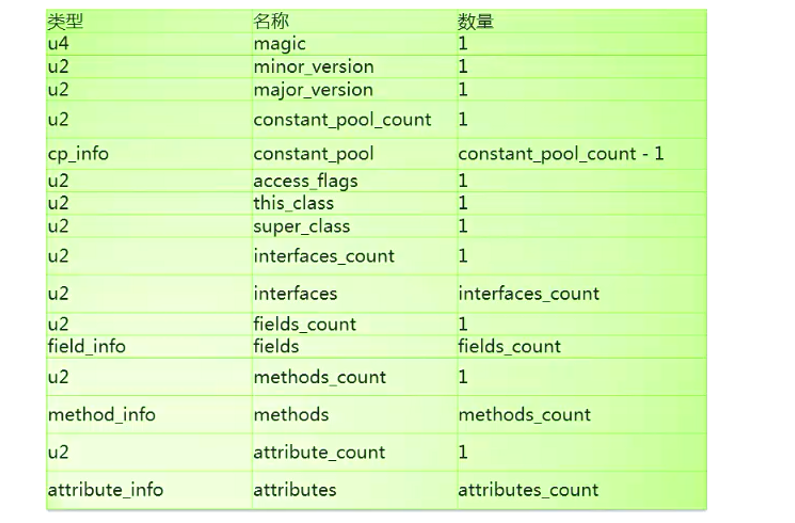 类型 名称 数量
u4 magic 1
u2 minor_version 1
u2 major_version 1
u2 constant_pool_count 1
cp_info constant_pool constant_pool_count - 1
u2 access_flags 1
u2 this_class 1
u2 super_class 1
u2 interfaces_count 1
u2 interfaces interfaces_count
u2 fields_count 1
field_info fields fields_count
u2 methods_count 1
method_info methods methods_count
u2 attribute_count 1
attribute_info attributes attributes_count